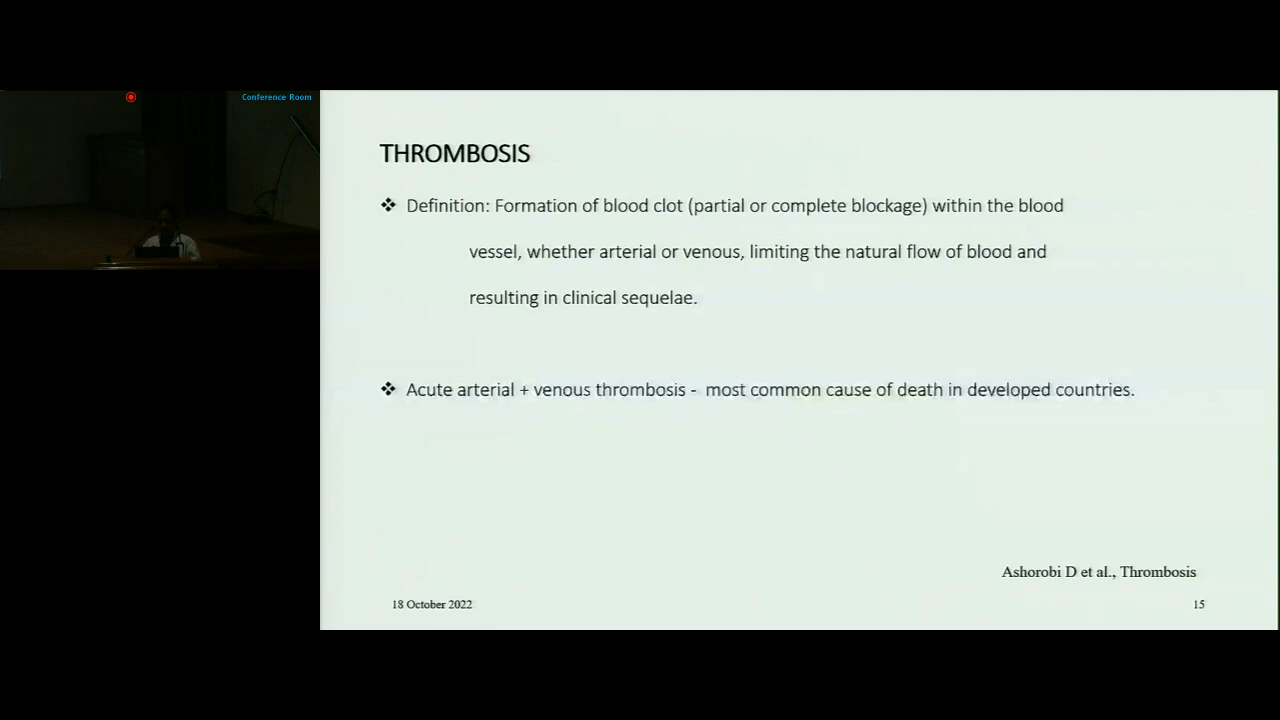 Conference Room
THROMBOSIS
❖ Definition: Formation of blood clot (partial or complete blockage) within the blood
vessel, whether arterial or venous, limiting the natural flow of blood and
resulting in clinical sequelae.
❖ Acute arterial + venous thrombosis - most common cause of death in developed countries.
Ashorobi D et al., Thrombosis
18 October 2022
15